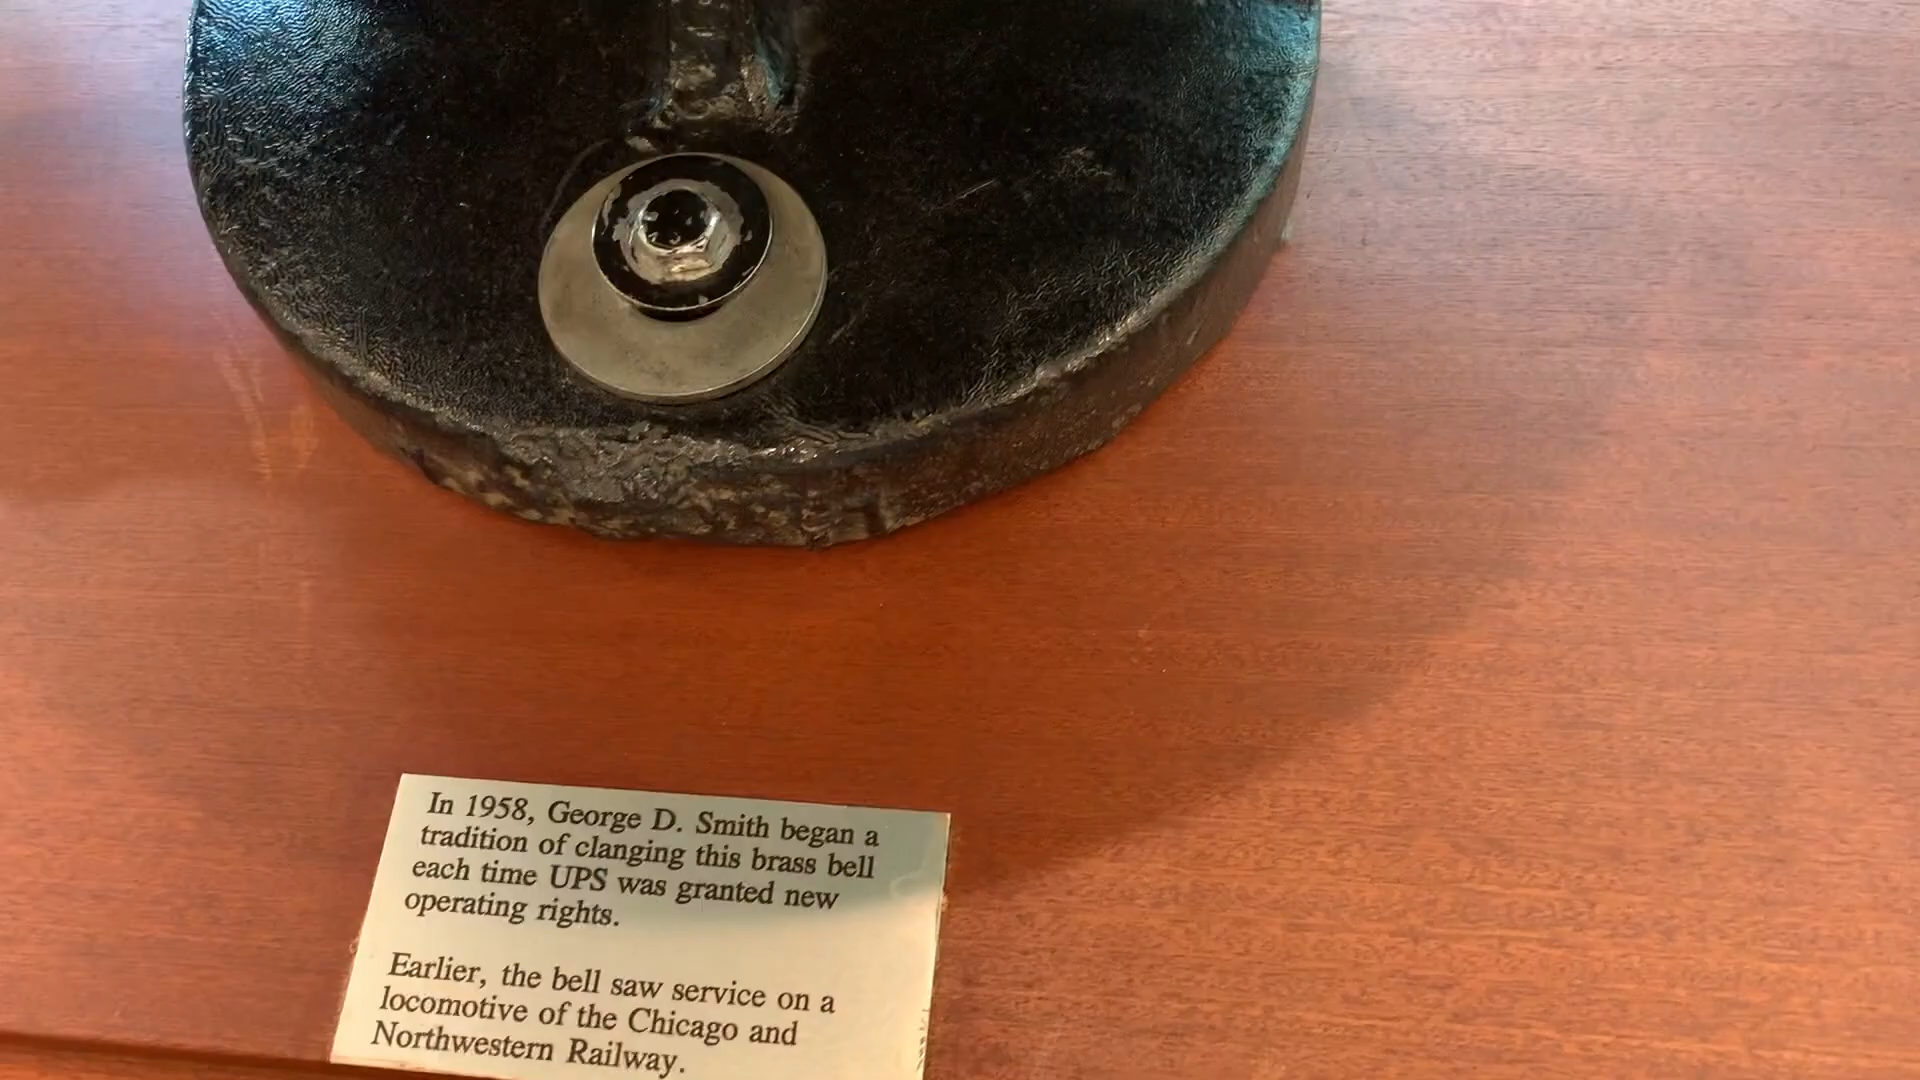 In 1958, George D. Smith began a
tradition of clanging this brass bell
each time UPS was granted new
operating rights.
Earlier, the bell saw service on a
locomotive of the Chicago and
Northwestern Railway.